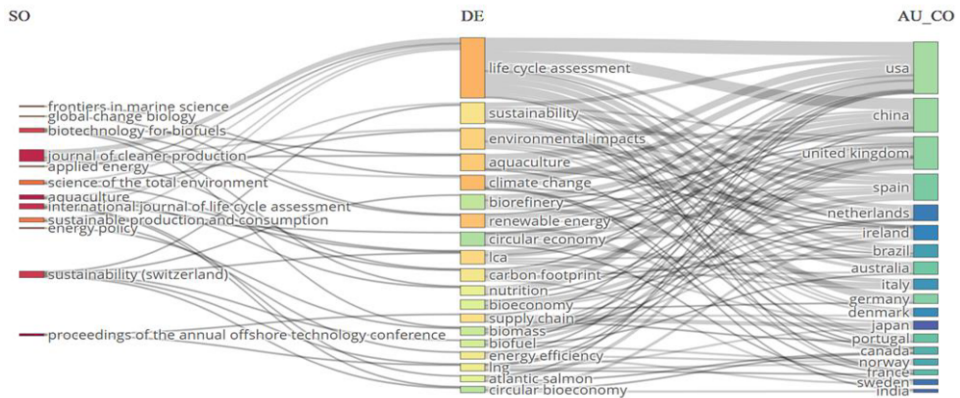 SO
DE
AU_CO
frontiers in marine science
global change biology
biotechnology for biofuels
journal of cleaner production
applied energy
science of the total environment
aquaculture
international journal of life cycle assessment
sustainable production and consumption
energy policy
sustainability (switzerland)
proceedings of the annual offshore technology conference
life cycle assessment
sustainability
environmental impacts
aquaculture
climate change
biorefinery
renewable energy
circular economy
lca
carbon footprint
nutrition
bioeconomy
supply chain
biomass
biofuel
energy efficiency
lng
atlantic salmon
circular bioeconomy
usa
china
united kingdom
spain
netherlands
ireland
brazil
australia
italy
germany
denmark
japan
portugal
canada
norway
france
sweden
india